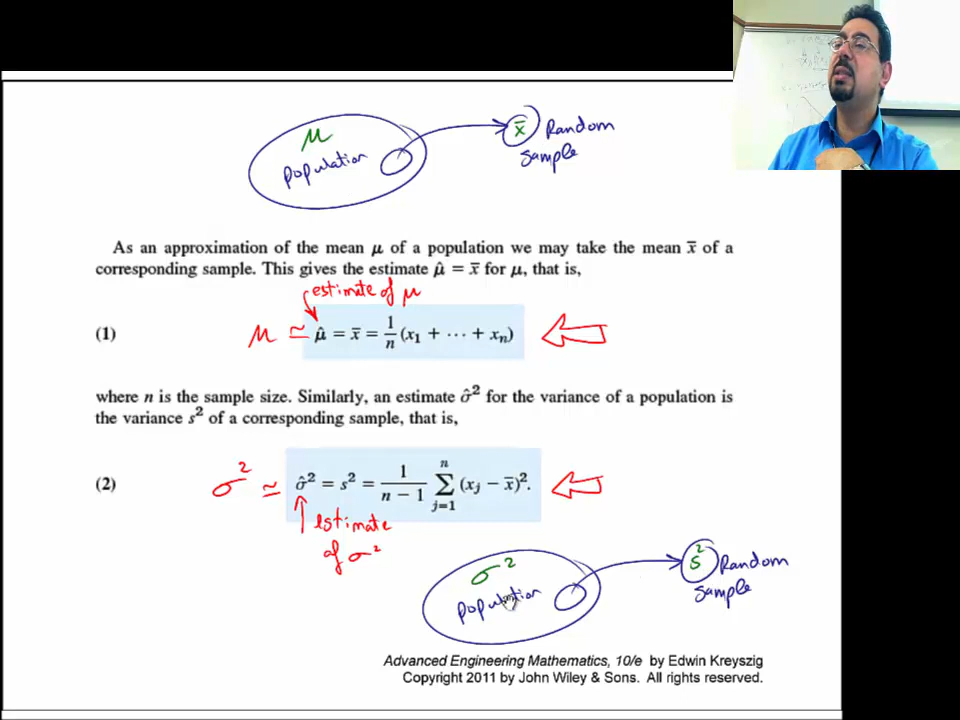 μ
population
x̄ Random
sample
As an approximation of the mean μ of a population we may take the mean x̄ of a
corresponding sample. This gives the estimate μ̂ = x̄ for μ, that is,
estimate of μ
(1) μ ≃ μ̂ = x̄ = 1/n (x₁ + ⋯ + xₙ)
where n is the sample size. Similarly, an estimate σ̂² for the variance of a population is
the variance s² of a corresponding sample, that is,
(2) σ² ≃ σ̂² = s² = 1/(n − 1) ∑_{j=1}^{n} (xⱼ − x̄)².
estimate
of σ²
σ²
population
s² Random
sample
Advanced Engineering Mathematics, 10/e by Edwin Kreyszig
Copyright 2011 by John Wiley & Sons. All rights reserved.